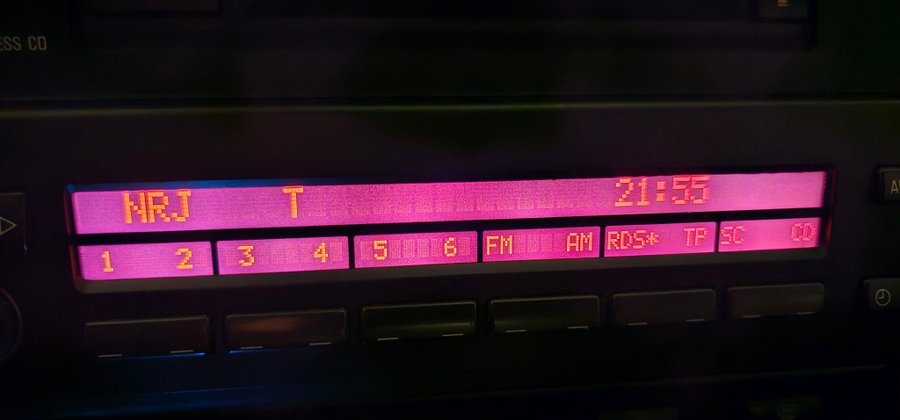 ESS CD
NRJ T 21:55
1 2 3 4 5 6 FM AM RDS* TP SC CD